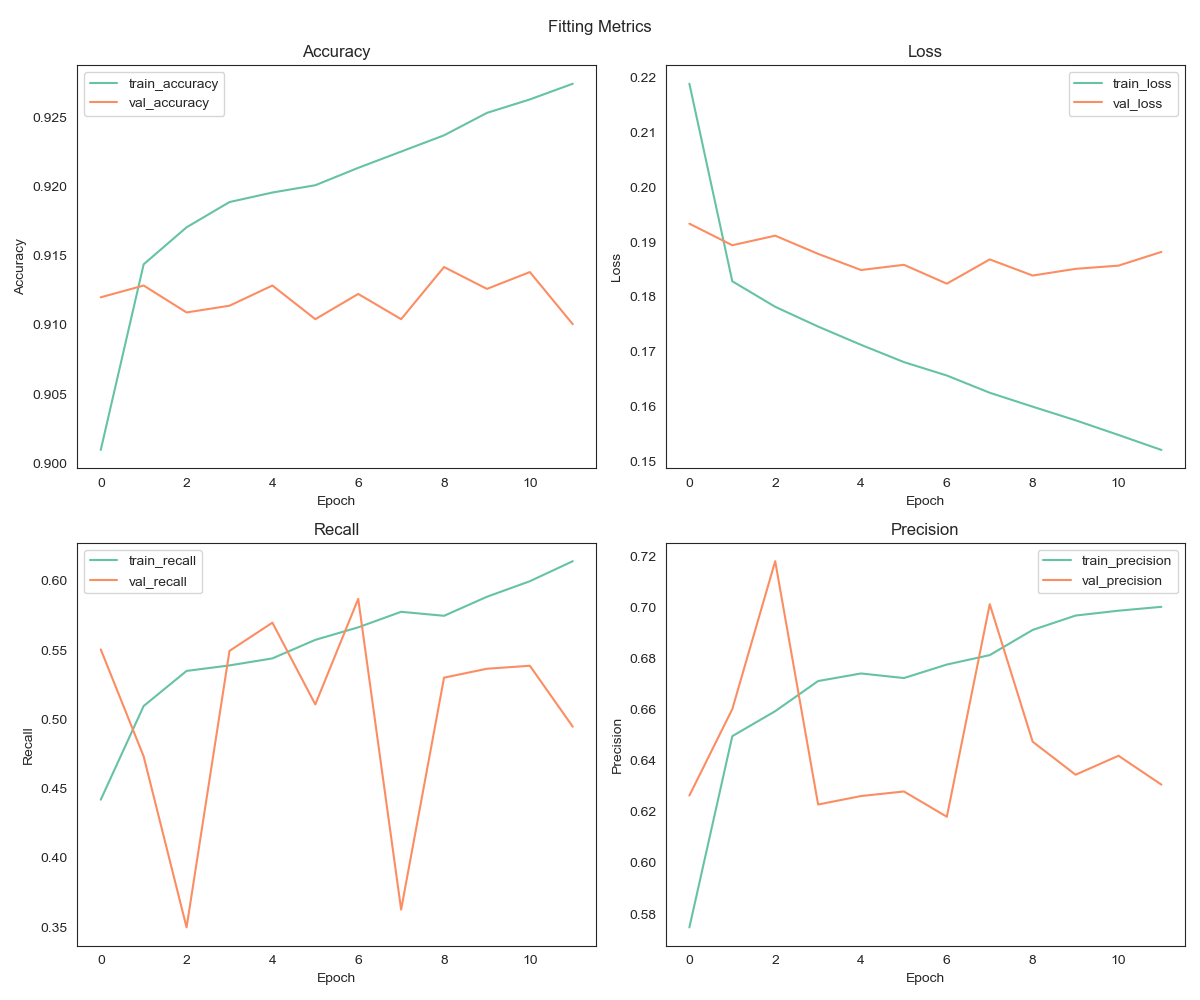 Fitting Metrics
Accuracy
train_accuracy
val_accuracy
0.925
0.920
0.915
0.910
0.905
0.900
Accuracy
0 2 4 6 8 10
Epoch
Loss
train_loss
val_loss
0.22
0.21
0.20
0.19
0.18
0.17
0.16
0.15
Loss
0 2 4 6 8 10
Epoch
Recall
train_recall
val_recall
0.60
0.55
0.50
0.45
0.40
0.35
Recall
0 2 4 6 8 10
Epoch
Precision
train_precision
val_precision
0.72
0.70
0.68
0.66
0.64
0.62
0.60
0.58
Precision
0 2 4 6 8 10
Epoch